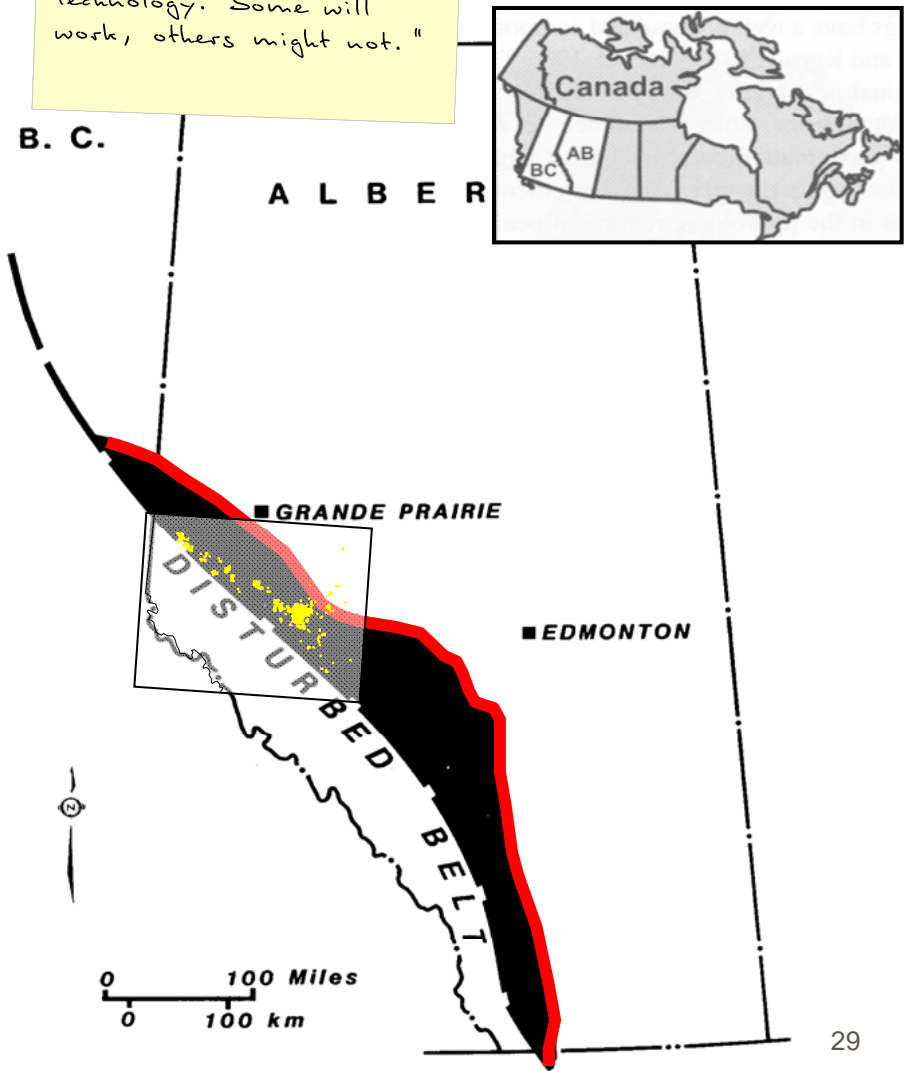 technology. Some will
work, others might not."
B. C.
ALBER
Canada
BC
AB
GRANDE PRAIRIE
EDMONTON
DISTURBED BELT
N
0 100 Miles
0 100 km
29